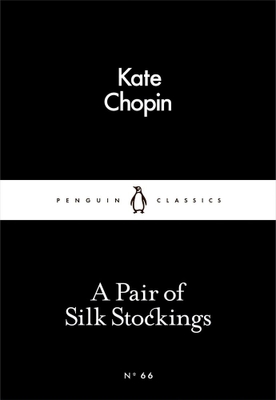 Kate
Chopin
PENGUIN CLASSICS
A Pair of
Silk Stockings
Nº 66